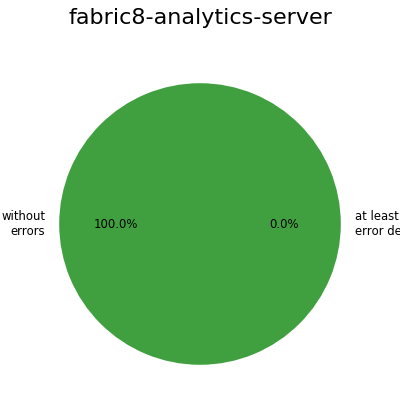 fabric8-analytics-server
without
errors
100.0%
0.0%
at least
error de